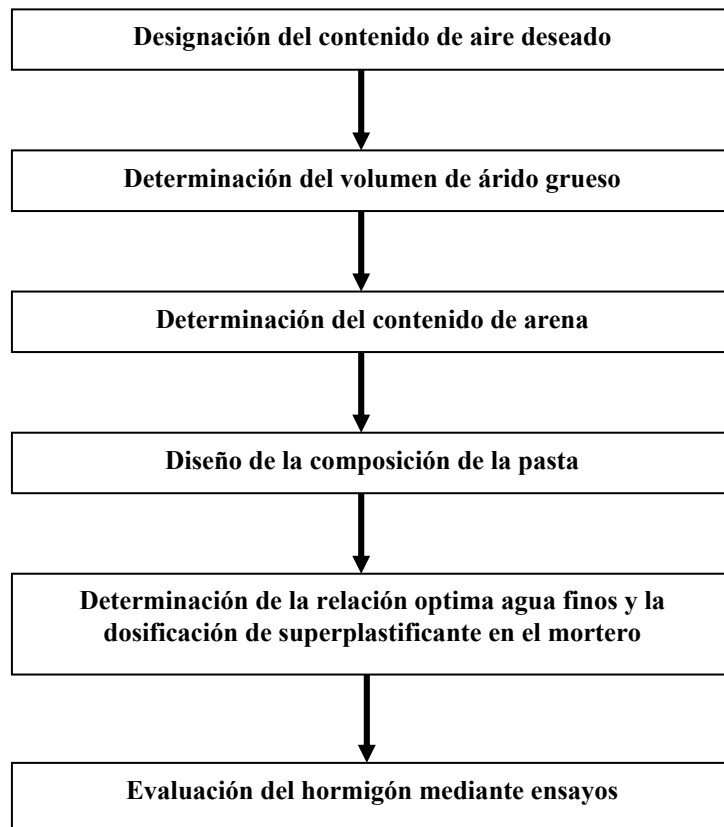 Designación del contenido de aire deseado
Determinación del volumen de árido grueso
Determinación del contenido de arena
Diseño de la composición de la pasta
Determinación de la relación optima agua finos y la
dosificación de superplastificante en el mortero
Evaluación del hormigón mediante ensayos